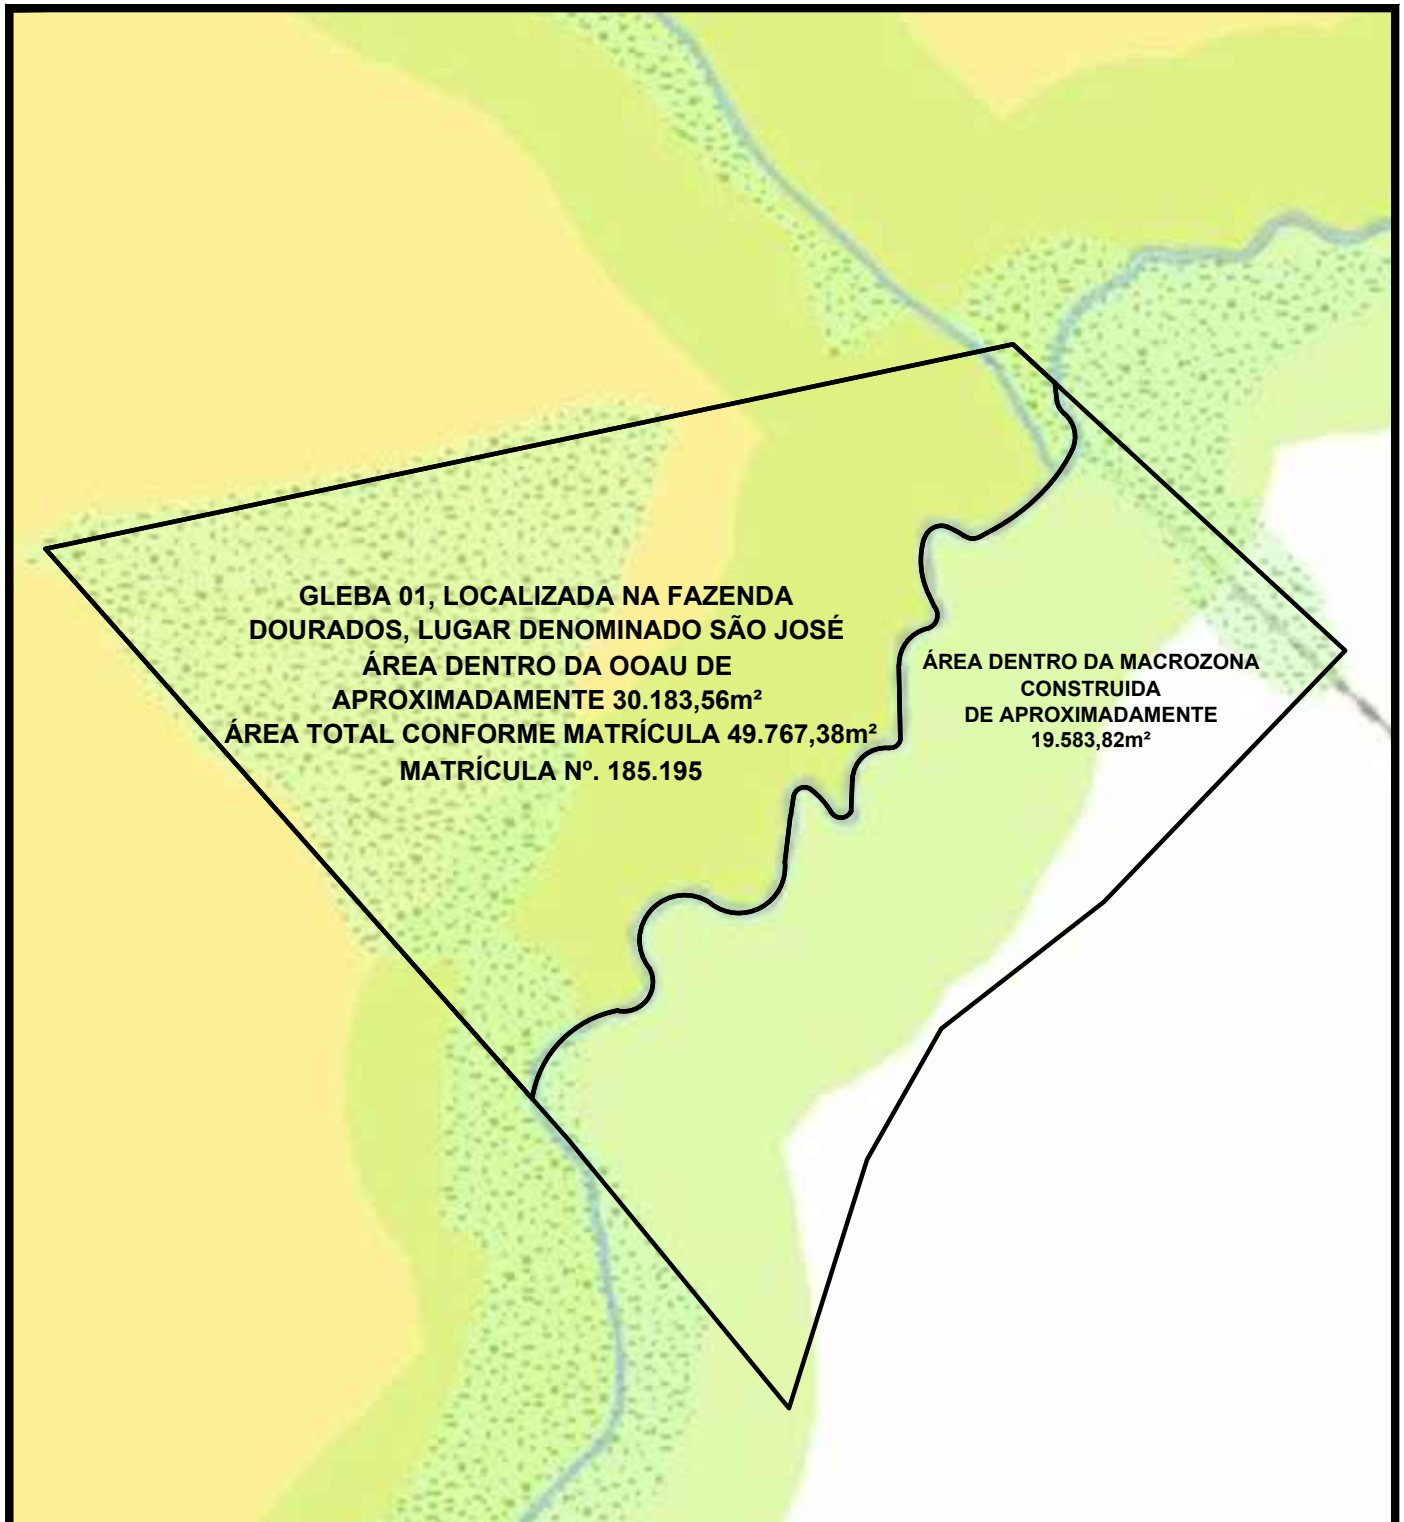 GLEBA 01, LOCALIZADA NA FAZENDA
DOURADOS, LUGAR DENOMINADO SÃO JOSÉ
ÁREA DENTRO DA OOAU DE
APROXIMADAMENTE 30.183,56m²
ÁREA TOTAL CONFORME MATRÍCULA 49.767,38m²
MATRÍCULA Nº. 185.195
ÁREA DENTRO DA MACROZONA
CONSTRUIDA
DE APROXIMADAMENTE
19.583,82m²